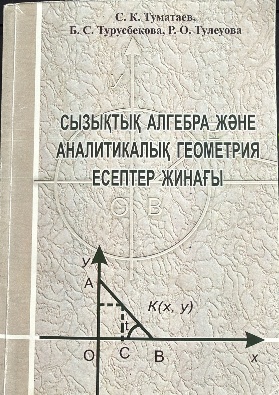 С. К. Туматаев,
Б. С. Турусбекова, Р. О. Тулеуова
СЫЗЫҚТЫҚ АЛГЕБРА ЖӘНЕ
АНАЛИТИКАЛЫҚ ГЕОМЕТРИЯ
ЕСЕПТЕР ЖИНАҒЫ
O B
y
A
K(x, y)
t
O C B x